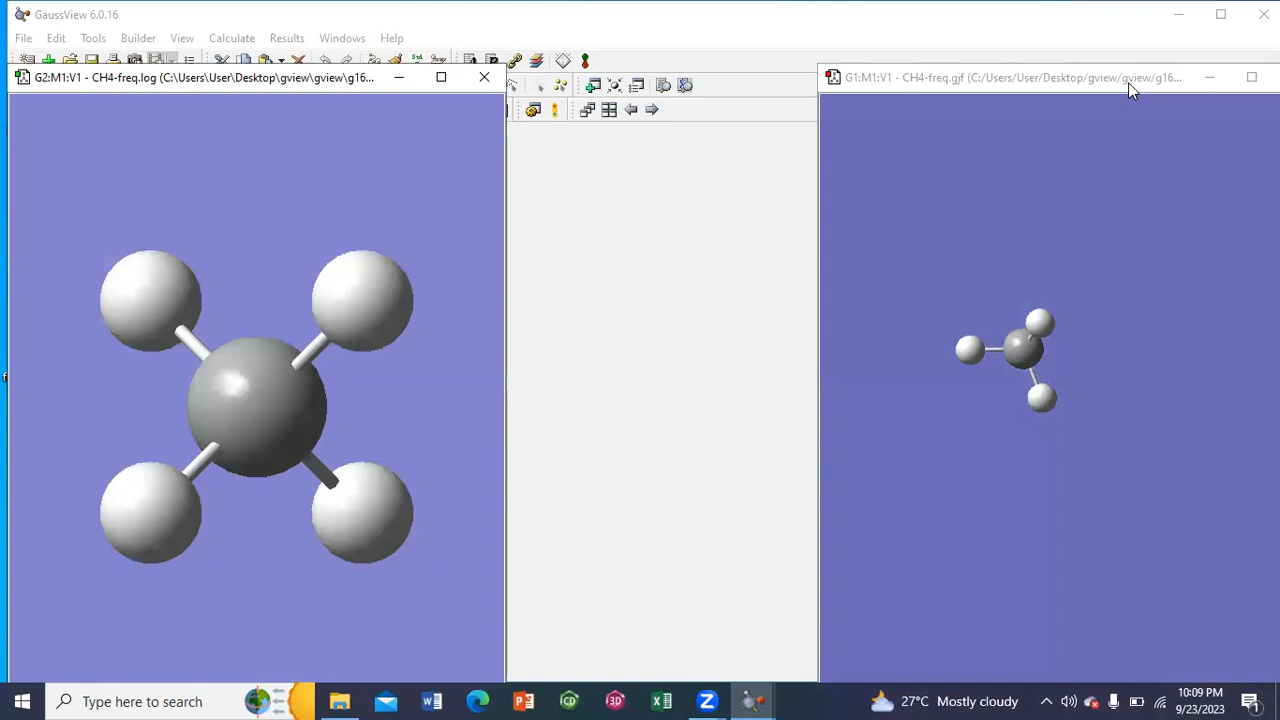 GaussView 6.0.16
File Edit Tools Builder View Calculate Results Windows Help
G2:M1:V1 - CH4-freq.log (C:\Users\User\Desktop\gview\gview\g16...
G1:M1:V1 - CH4-freq.gjf (C:/Users/User/Desktop/gview/gview/g16...
Type here to search
27°C Mostly cloudy
10:09 PM
9/23/2023
1